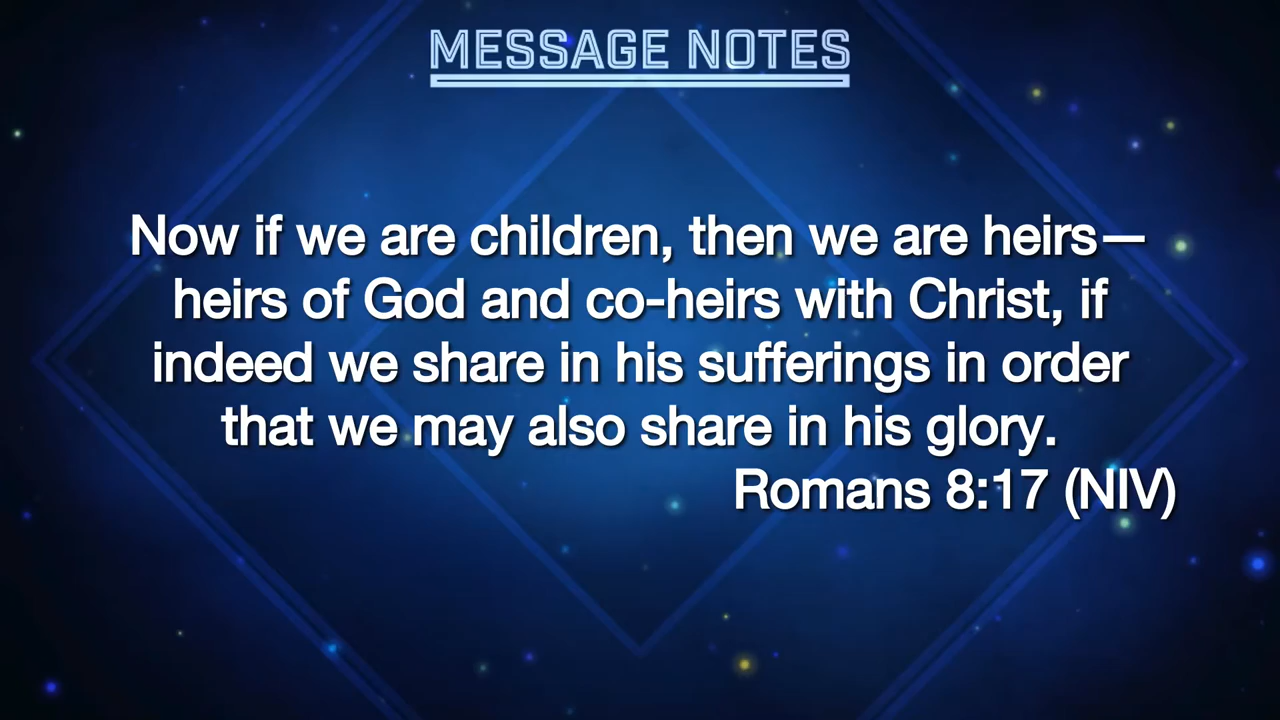 MESSAGE NOTES
Now if we are children, then we are heirs—
heirs of God and co-heirs with Christ, if
indeed we share in his sufferings in order
that we may also share in his glory.
Romans 8:17 (NIV)